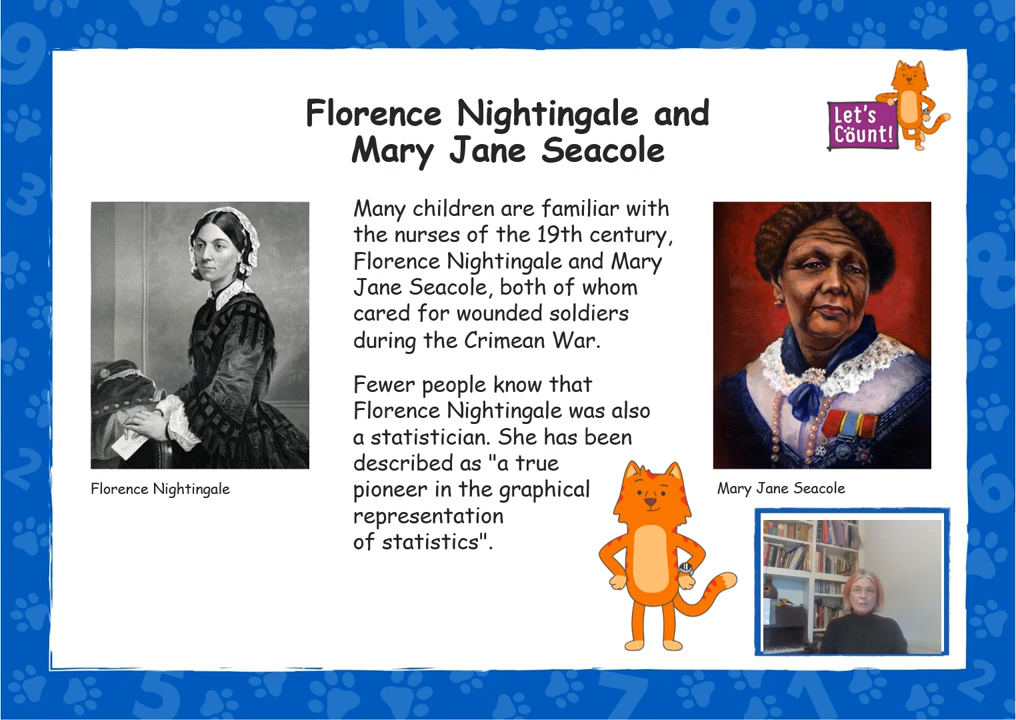 Florence Nightingale and
Mary Jane Seacole
Let's
Count!
Many children are familiar with
the nurses of the 19th century,
Florence Nightingale and Mary
Jane Seacole, both of whom
cared for wounded soldiers
during the Crimean War.
Fewer people know that
Florence Nightingale was also
a statistician. She has been
described as "a true
pioneer in the graphical
representation
of statistics".
Florence Nightingale
Mary Jane Seacole